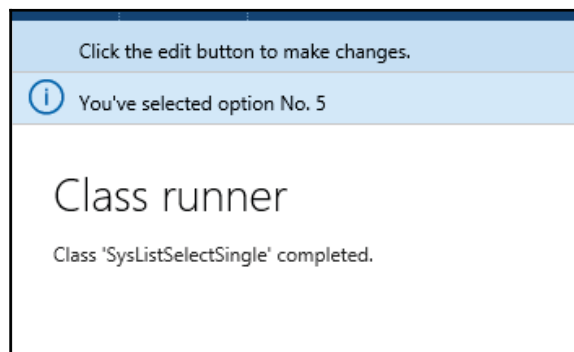 Click the edit button to make changes.
You've selected option No. 5
Class runner
Class 'SysListSelectSingle' completed.